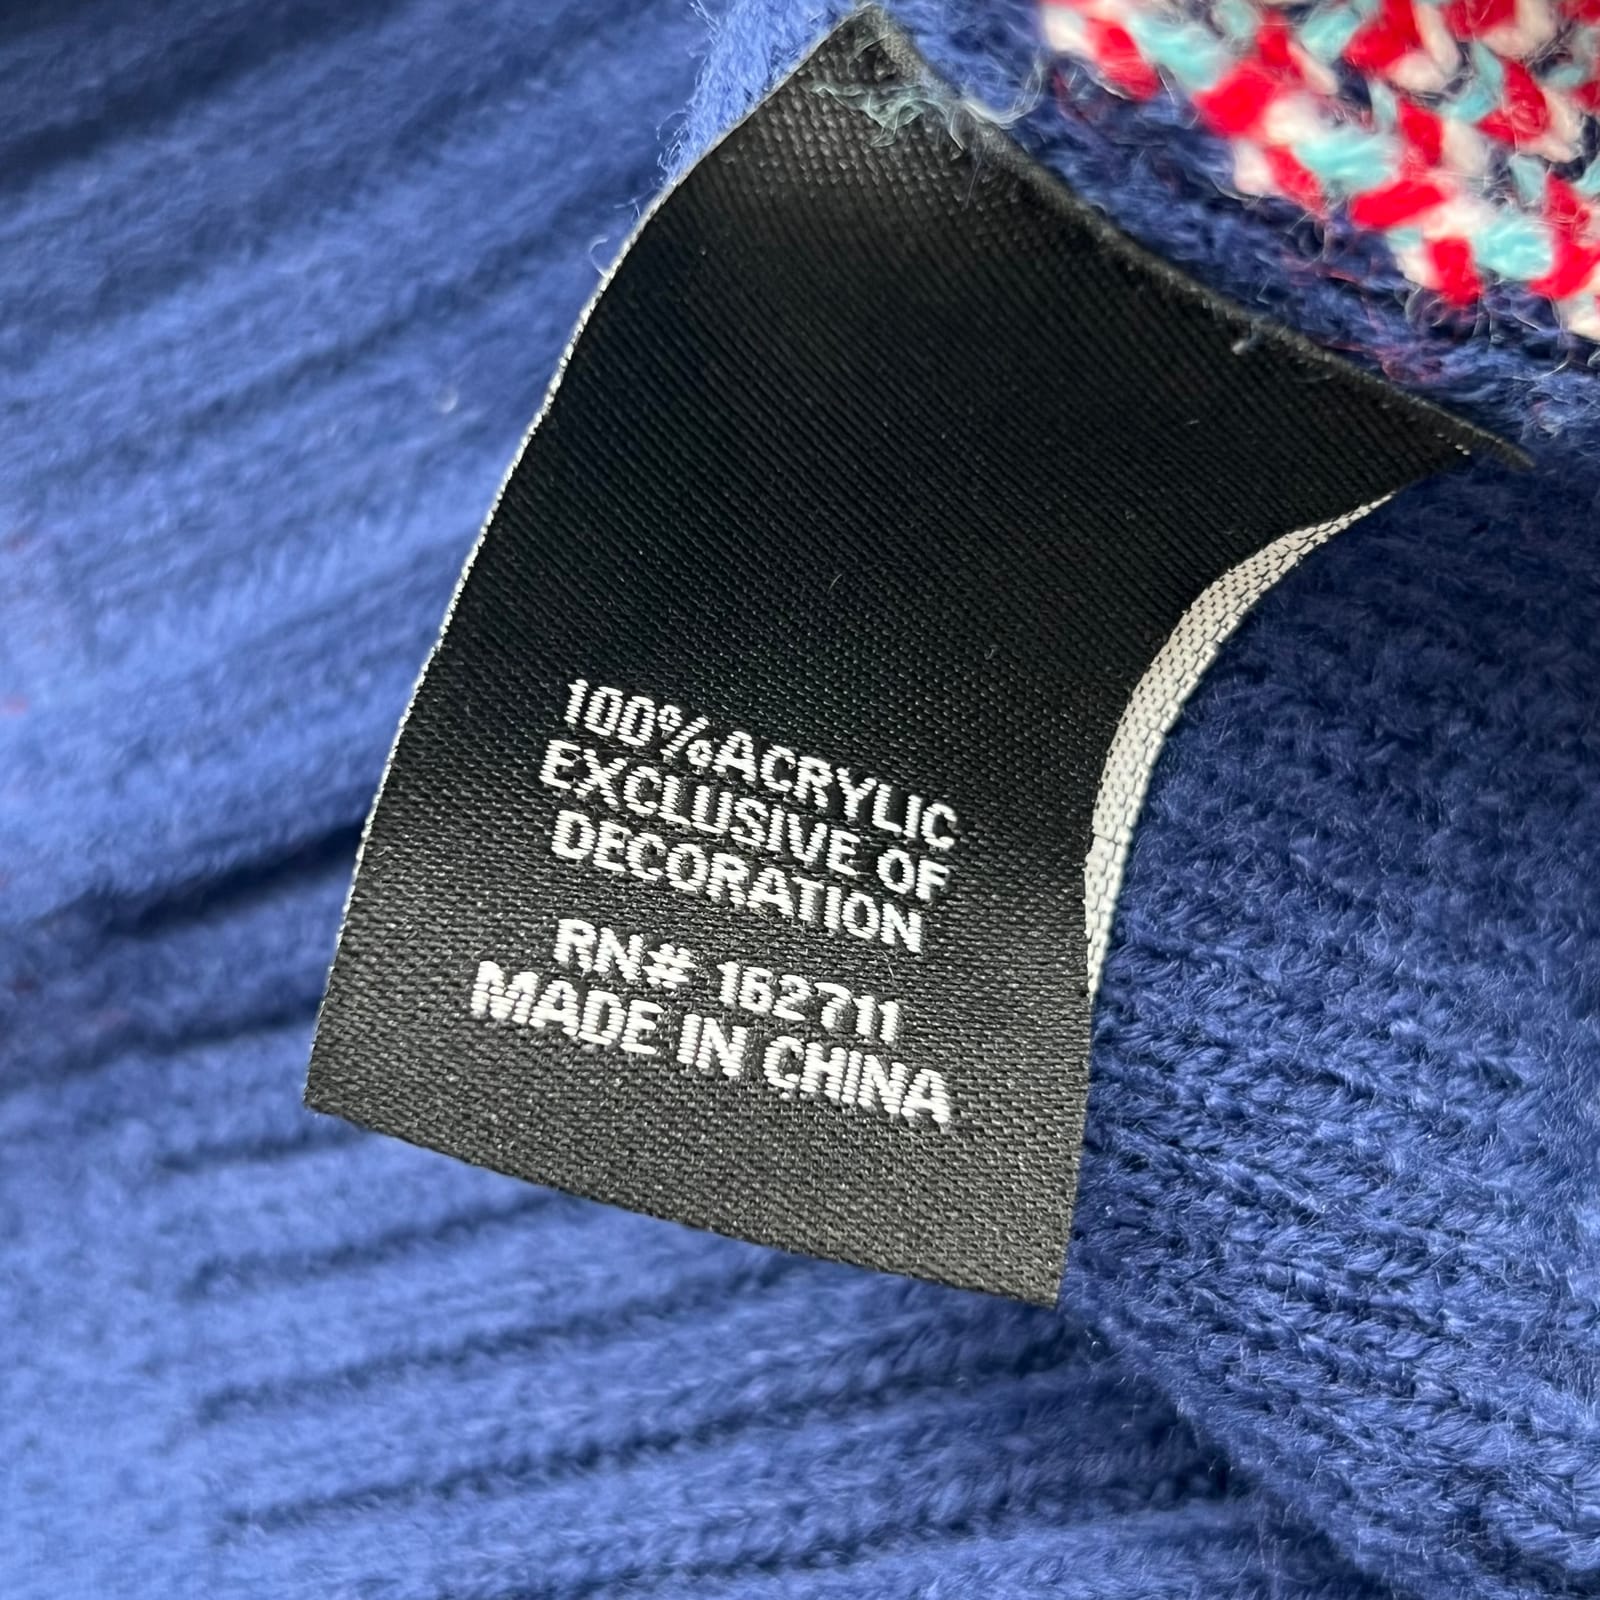 100%ACRYLIC
EXCLUSIVE OF
DECORATION
RN# 162711
MADE IN CHINA